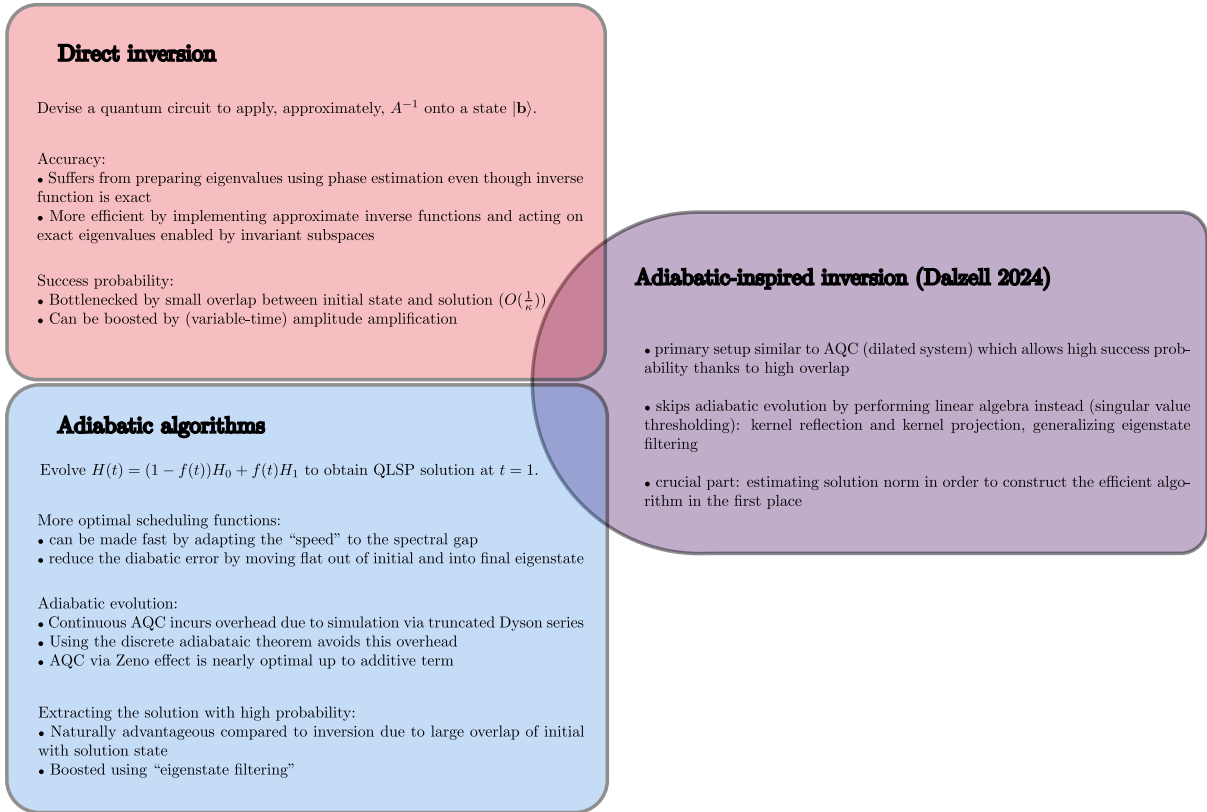 Direct inversion
Devise a quantum circuit to apply, approximately, A⁻¹ onto a state |b⟩.
Accuracy:
• Suffers from preparing eigenvalues using phase estimation even though inverse
function is exact
• More efficient by implementing approximate inverse functions and acting on
exact eigenvalues enabled by invariant subspaces
Success probability:
• Bottlenecked by small overlap between initial state and solution (O(1/κ))
• Can be boosted by (variable-time) amplitude amplification
Adiabatic algorithms
Evolve H(t) = (1 − f(t))H₀ + f(t)H₁ to obtain QLSP solution at t = 1.
More optimal scheduling functions:
• can be made fast by adapting the “speed” to the spectral gap
• reduce the diabatic error by moving flat out of initial and into final eigenstate
Adiabatic evolution:
• Continuous AQC incurs overhead due to simulation via truncated Dyson series
• Using the discrete adiabataic theorem avoids this overhead
• AQC via Zeno effect is nearly optimal up to additive term
Extracting the solution with high probability:
• Naturally advantageous compared to inversion due to large overlap of initial
with solution state
• Boosted using “eigenstate filtering”
Adiabatic-inspired inversion (Dalzell 2024)
• primary setup similar to AQC (dilated system) which allows high success prob-
ability thanks to high overlap
• skips adiabatic evolution by performing linear algebra instead (singular value
thresholding): kernel reflection and kernel projection, generalizing eigenstate
filtering
• crucial part: estimating solution norm in order to construct the efficient algo-
rithm in the first place